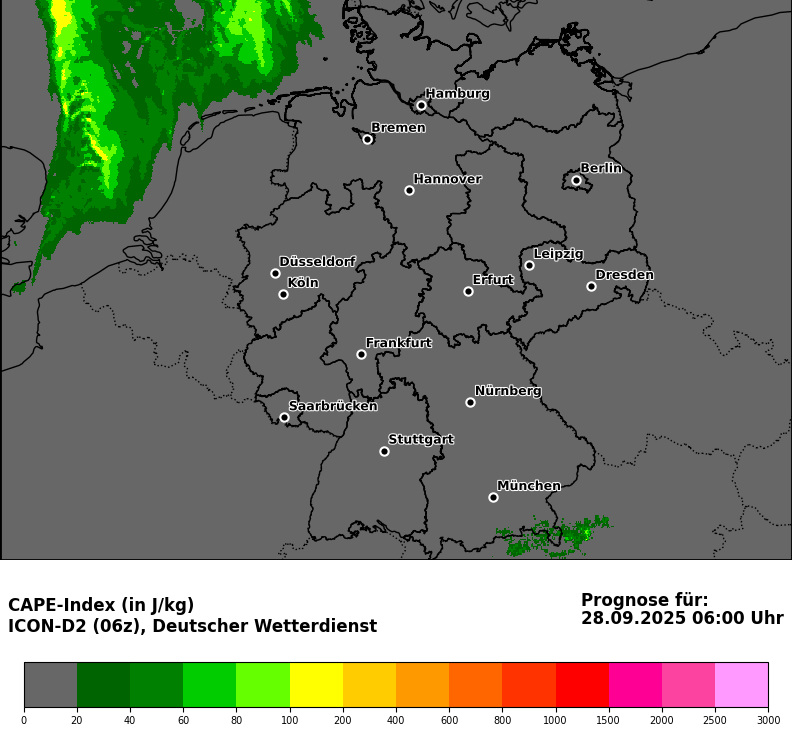 Hamburg
Bremen
Berlin
Hannover
Leipzig
Düsseldorf
Dresden
Erfurt
Köln
Frankfurt
Nürnberg
Saarbrücken
Stuttgart
München
CAPE-Index (in J/kg)
ICON-D2 (06z), Deutscher Wetterdienst
Prognose für:
28.09.2025 06:00 Uhr
0 20 40 60 80 100 200 400 600 800 1000 1500 2000 2500 3000